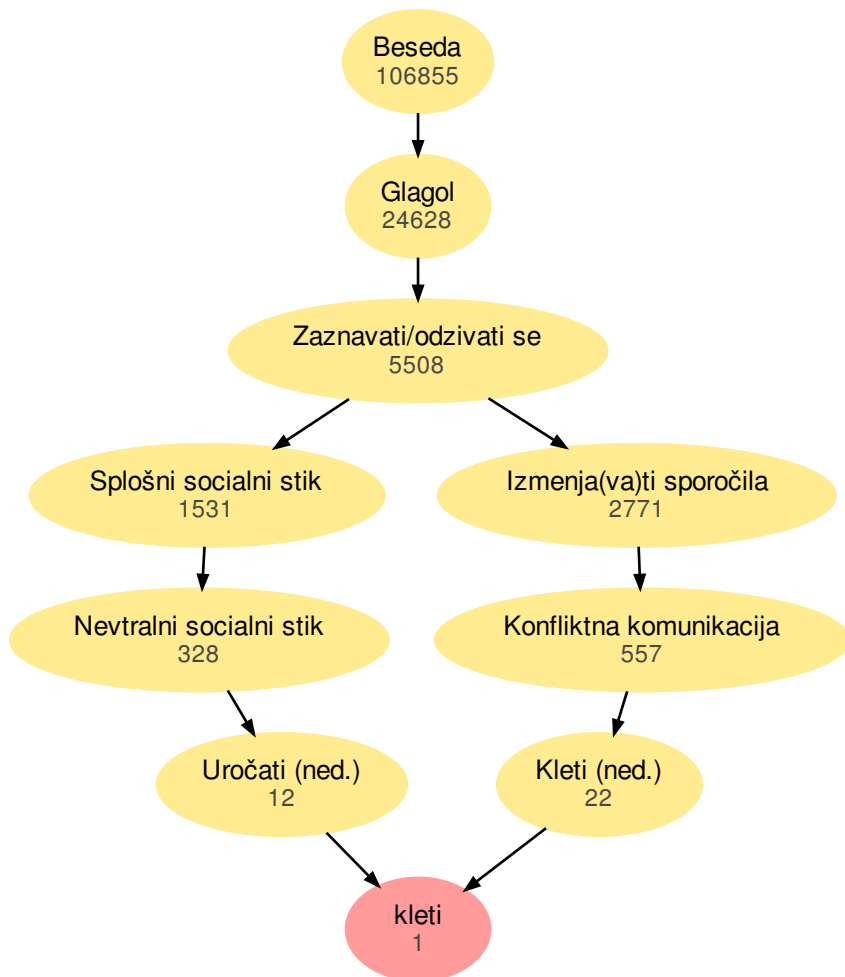 Beseda
106855
Glagol
24628
Zaznavati/odzivati se
5508
Splošni socialni stik
1531
Izmenja(va)ti sporočila
2771
Nevtralni socialni stik
328
Konfliktna komunikacija
557
Uročati (ned.)
12
Kleti (ned.)
22
kleti
1